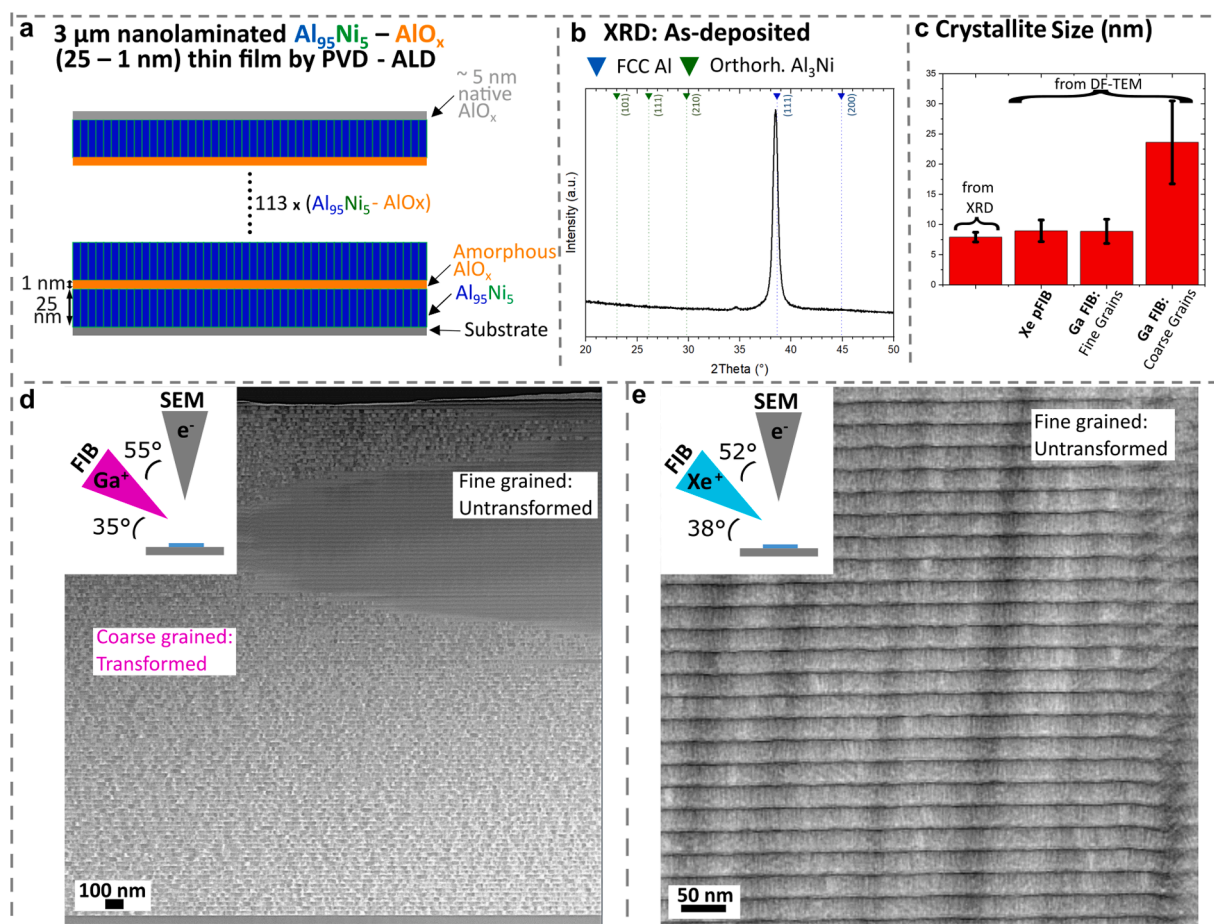 a
3 μm nanolaminated Al95Ni5 – AlOx
(25 – 1 nm) thin film by PVD - ALD
~ 5 nm
native
AlOx
113 x (Al95Ni5 - AlOx)
Amorphous
AlOx
1 nm
25
nm
Al95Ni5
Substrate
b
XRD: As-deposited
FCC Al
Orthorh. Al3Ni
(101)
(111)
(210)
(111)
(200)
Intensity (a.u.)
20
25
30
35
40
45
50
2Theta (°)
c
Crystallite Size (nm)
35
30
25
20
15
10
5
0
from DF-TEM
from
XRD
Xe pFIB
Ga FIB:
Fine Grains
Ga FIB:
Coarse Grains
d
SEM
e-
FIB
Ga+
55°
35°
Fine grained:
Untransformed
Coarse grained:
Transformed
100 nm
e
SEM
e-
FIB
Xe+
52°
38°
Fine grained:
Untransformed
50 nm